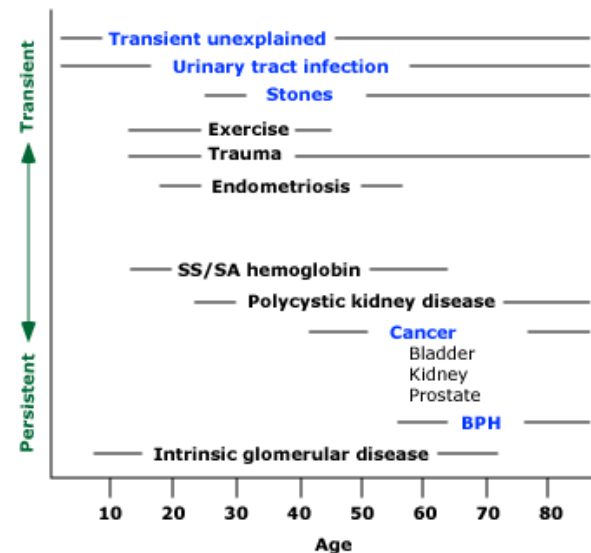 Transient
Persistent
Transient unexplained
Urinary tract infection
Stones
Exercise
Trauma
Endometriosis
SS/SA hemoglobin
Polycystic kidney disease
Cancer
Bladder
Kidney
Prostate
BPH
Intrinsic glomerular disease
10 20 30 40 50 60 70 80
Age